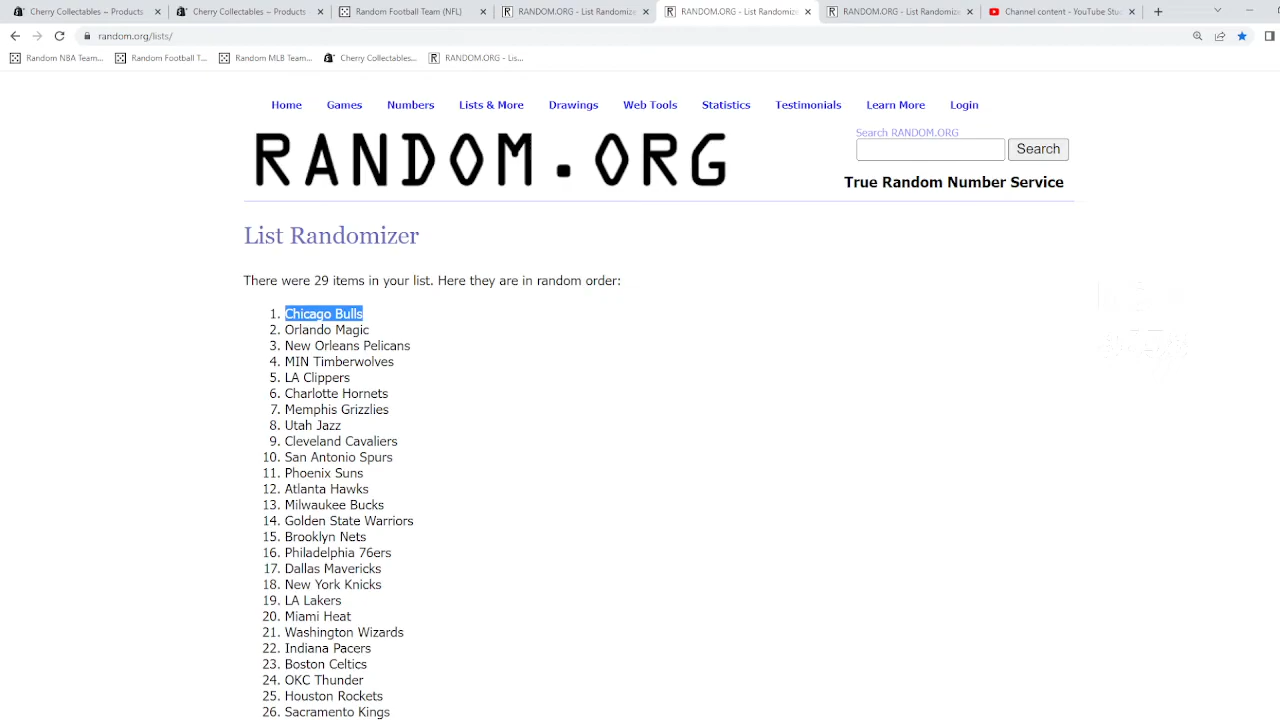 Cherry Collectables ~ Products
Cherry Collectables ~ Products
Random Football Team (NFL)
RANDOM.ORG - List Randomize
RANDOM.ORG - List Randomize
RANDOM.ORG - List Randomize
Channel content - YouTube Stu
random.org/lists/
Random NBA Team...
Random Football T...
Random MLB Team...
Cherry Collectables...
RANDOM.ORG - Lis...
Home Games Numbers Lists & More Drawings Web Tools Statistics Testimonials Learn More Login
Search RANDOM.ORG
RANDOM.ORG
Search
True Random Number Service
List Randomizer
There were 29 items in your list. Here they are in random order:
1. Chicago Bulls
2. Orlando Magic
3. New Orleans Pelicans
4. MIN Timberwolves
5. LA Clippers
6. Charlotte Hornets
7. Memphis Grizzlies
8. Utah Jazz
9. Cleveland Cavaliers
10. San Antonio Spurs
11. Phoenix Suns
12. Atlanta Hawks
13. Milwaukee Bucks
14. Golden State Warriors
15. Brooklyn Nets
16. Philadelphia 76ers
17. Dallas Mavericks
18. New York Knicks
19. LA Lakers
20. Miami Heat
21. Washington Wizards
22. Indiana Pacers
23. Boston Celtics
24. OKC Thunder
25. Houston Rockets
26. Sacramento Kings